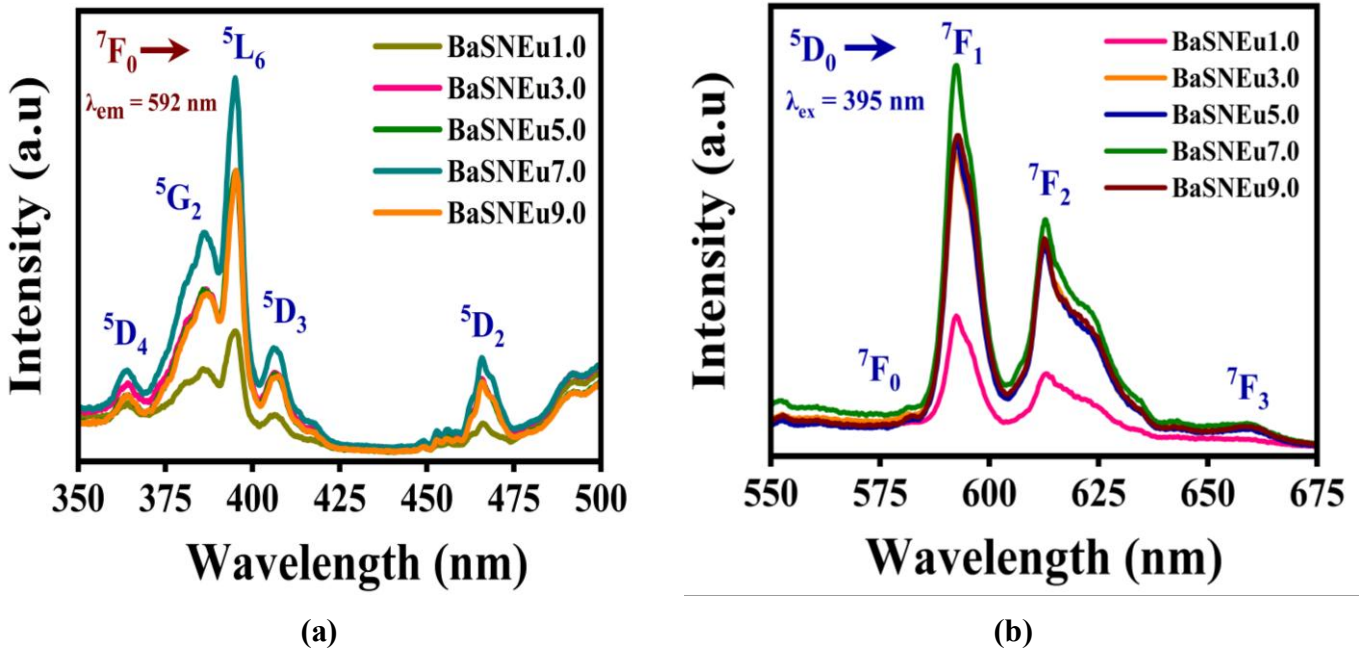 ⁷F₀ → ⁵L₆
λem = 592 nm
⁵G₂
⁵D₄
⁵D₃
⁵D₂
BaSNEu1.0
BaSNEu3.0
BaSNEu5.0
BaSNEu7.0
BaSNEu9.0
Intensity (a.u)
350 375 400 425 450 475 500
Wavelength (nm)
(a)
⁵D₀ → ⁷F₁
λex = 395 nm
⁷F₂
⁷F₀
⁷F₃
BaSNEu1.0
BaSNEu3.0
BaSNEu5.0
BaSNEu7.0
BaSNEu9.0
Intensity (a.u)
550 575 600 625 650 675
Wavelength (nm)
(b)